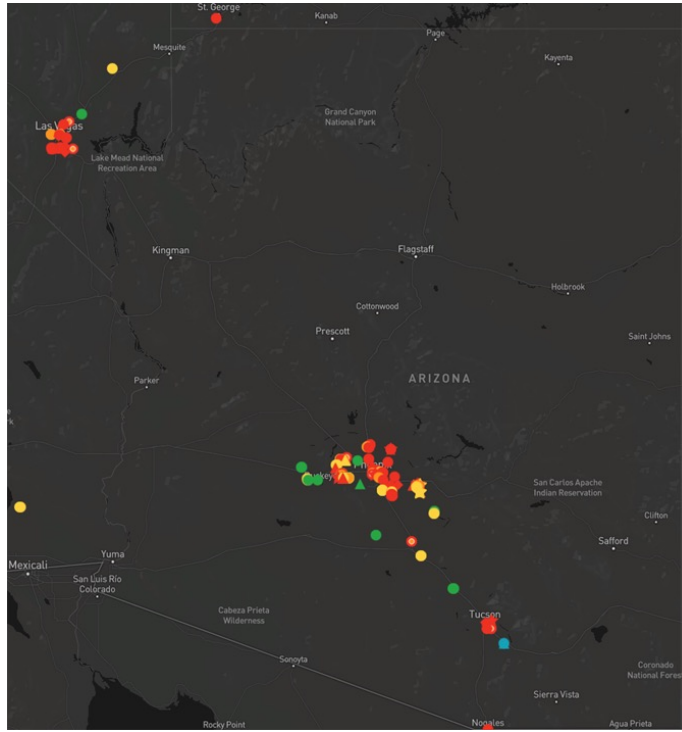 St. George
Kanab
Page
Mesquite
Kayenta
Grand Canyon
National Park
Las Vegas
Lake Mead National
Recreation Area
Kingman
Flagstaff
Holbrook
Cottonwood
Prescott
Saint Johns
ARIZONA
Parker
San Carlos Apache
Indian Reservation
Clifton
Safford
Yuma
Mexicali
San Luis Río
Colorado
Cabeza Prieta
Wilderness
Tucson
Sonoyta
Coronado
National Fores
Sierra Vista
Nogales
Rocky Point
Agua Prieta